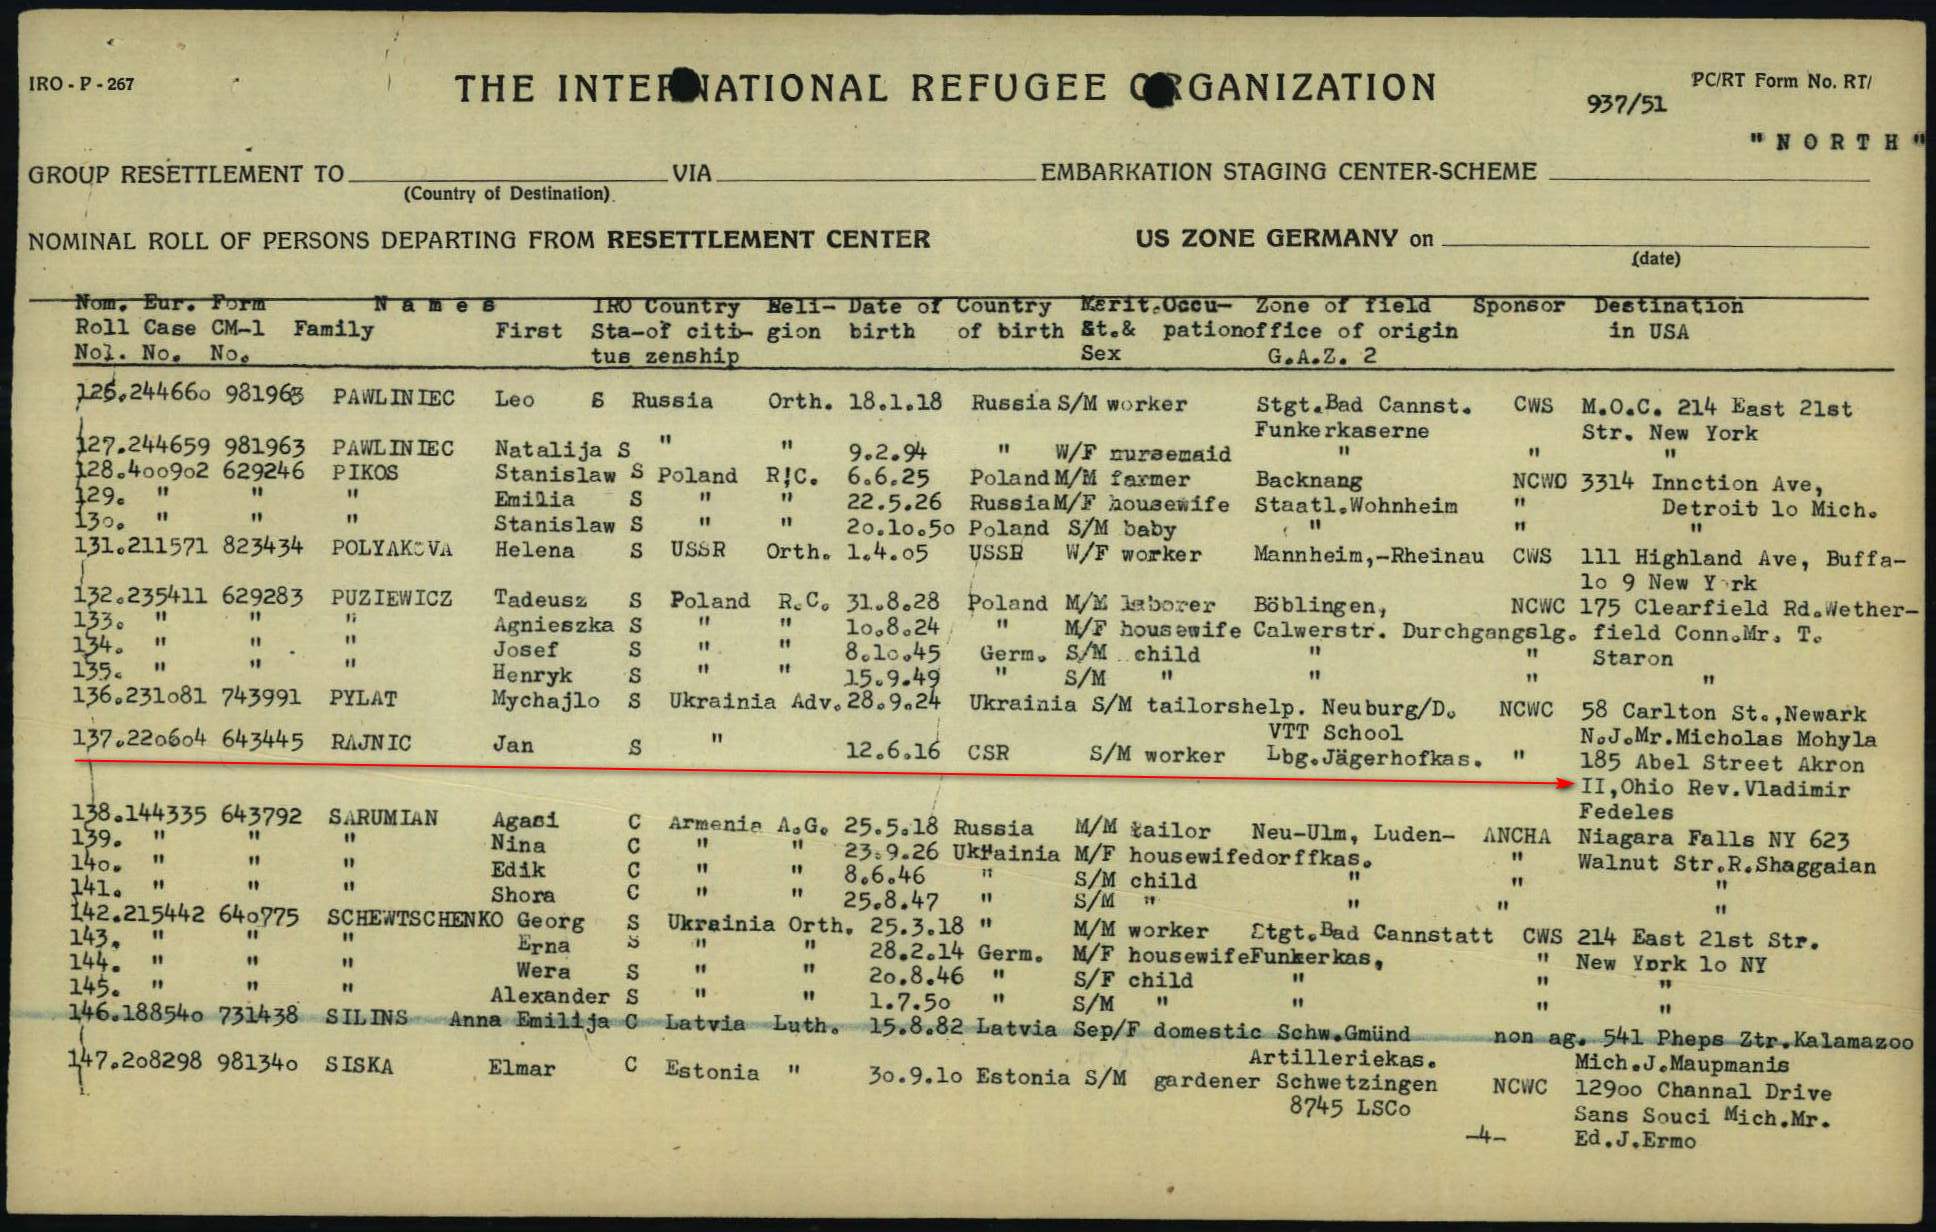 IRO - P - 267
THE INTERNATIONAL REFUGEE ORGANIZATION
PC/RT Form No. RT/
937/51
"NORTH"
GROUP RESETTLEMENT TO VIA EMBARKATION STAGING CENTER-SCHEME
(Country of Destination)
NOMINAL ROLL OF PERSONS DEPARTING FROM RESETTLEMENT CENTER US ZONE GERMANY on
(date)
Nom. Eur. Form N a m e s IRO Country Reli- Date of Country Merit.Occu- Zone of field Sponsor Destination
Roll Case CM-1 Family First Sta-of citi- gion birth of birth St.& pationoffice of origin in USA
Nol. No. No. tus zenship Sex G.A.Z. 2
126.244660 981963 PAWLINIEC Leo S Russia Orth. 18.1.18 Russia S/M worker Stgt.Bad Cannst. CWS M.O.C. 214 East 21st
Funkerkaserne Str. New York
127.244659 981963 PAWLINIEC Natalija S " " 9.2.94 " W/F nursemaid " " "
128.400902 629246 PIKOS Stanislaw S Poland R.C. 6.6.25 Poland M/M farmer Backnang NCWC 3314 Innction Ave,
129. " " " Emilia S " " 22.5.26 Russia M/F housewife Staatl.Wohnheim " Detroit 1o Mich.
130. " " " Stanislaw S " " 20.10.50 Poland S/M baby " " "
131.211571 823434 POLYAKOVA Helena S USSR Orth. 1.4.05 USSR W/F worker Mannheim,-Rheinau CWS 111 Highland Ave, Buffa-
lo 9 New York
132.235411 629283 PUZIEWICZ Tadeusz S Poland R.C. 31.8.28 Poland M/M laborer Böblingen, NCWC 175 Clearfield Rd.Wether-
133. " " " Agnieszka S " " 10.8.24 " M/F housewife Calwerstr. Durchgangslg. field Conn.Mr. T.
134. " " " Josef S " " 8.10.45 Germ. S/M child " " Staron
135. " " " Henryk S " " 15.9.49 " S/M " " " "
136.231081 743991 PYLAT Mychajlo S Ukrainia Adv. 28.9.24 Ukrainia S/M tailorshelp. Neuburg/D. NCWC 58 Carlton St.,Newark
VTT School N.J.Mr.Micholas Mohyla
137.220604 643445 RAJNIC Jan S " 12.6.16 CSR S/M worker Lbg.Jägerhofkas. " 185 Abel Street Akron
II,Ohio Rev.Vladimir
Fedeles
138.144335 643792 SARUMIAN Agasi C Armenia A.G. 25.5.18 Russia M/M tailor Neu-Ulm, Luden- ANCHA Niagara Falls NY 623
139. " " " Nina C " " 23.9.26 Ukrainia M/F housewifedorffkas. " Walnut Str.R.Shaggaian
140. " " " Edik C " " 8.6.46 " S/M child " " "
141. " " " Shora C " " 25.8.47 " S/M " " " "
142.215442 640775 SCHEWTSCHENKO Georg S Ukrainia Orth. 25.3.18 " M/M worker Stgt.Bad Cannstatt CWS 214 East 21st Str.
143. " " " Erna S " " 28.2.14 Germ. M/F housewifeFunkerkas, " New York 1o NY
144. " " " Wera S " " 20.8.46 " S/F child " " "
145. " " " Alexander S " " 1.7.50 " S/M " " " "
146.188540 731438 SILINS Anna Emilija C Latvia Luth. 15.8.82 Latvia Sep/F domestic Schw.Gmünd non ag. 541 Pheps Ztr.Kalamazoo
Artilleriekas. Mich.J.Maupmanis
147.208298 981340 SISKA Elmar C Estonia " 30.9.10 Estonia S/M gardener Schwetzingen NCWC 12900 Channal Drive
8745 LSCo Sans Souci Mich.Mr.
-4- Ed.J.Ermo